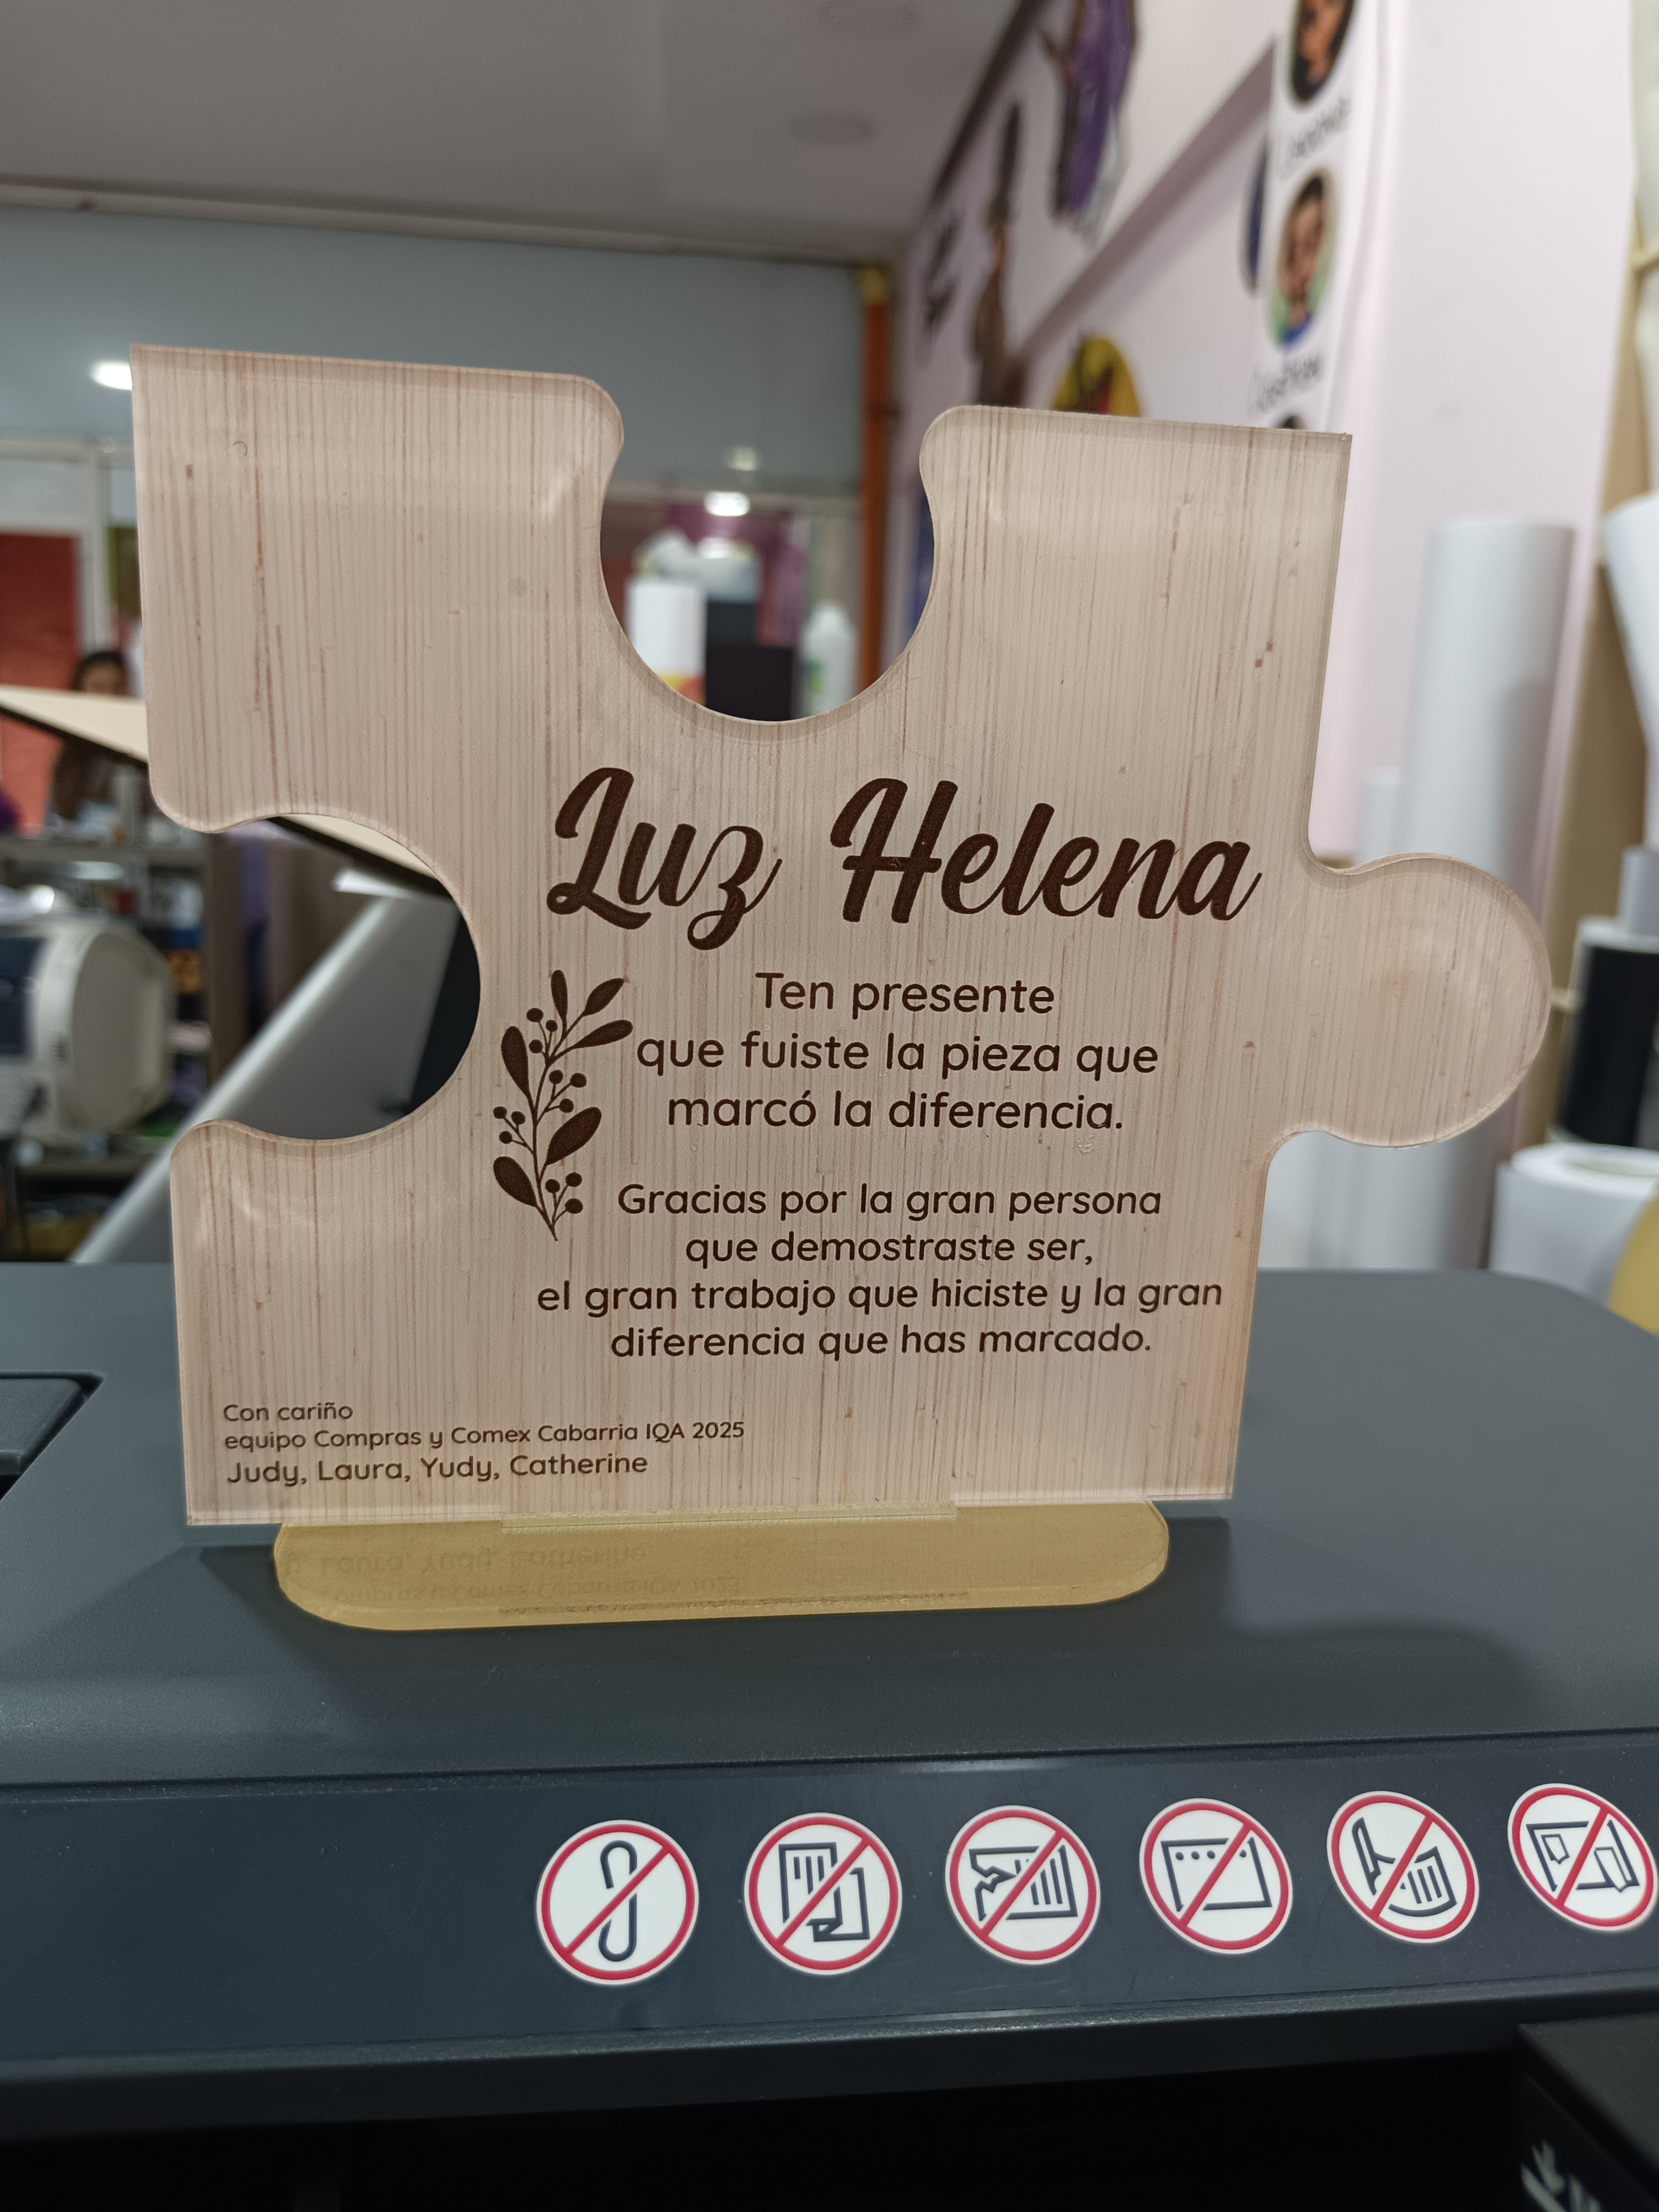 Luz Helena
Ten presente
que fuiste la pieza que
marcó la diferencia.
Gracias por la gran persona
que demostraste ser,
el gran trabajo que hiciste y la gran
diferencia que has marcado.
Con cariño
equipo Compras y Comex Cabarria IQA 2025
Judy, Laura, Yudy, Catherine